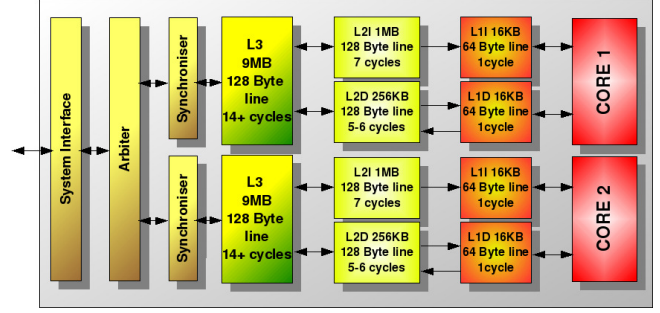 System Interface
Arbiter
Synchroniser
L3
9MB
128 Byte
line
14+ cycles
L2I 1MB
128 Byte line
7 cycles
L2D 256KB
128 Byte line
5-6 cycles
L1I 16KB
64 Byte line
1cycle
L1D 16KB
64 Byte line
1cycle
CORE 1
Synchroniser
L3
9MB
128 Byte
line
14+ cycles
L2I 1MB
128 Byte line
7 cycles
L2D 256KB
128 Byte line
5-6 cycles
L1I 16KB
64 Byte line
1cycle
L1D 16KB
64 Byte line
1cycle
CORE 2